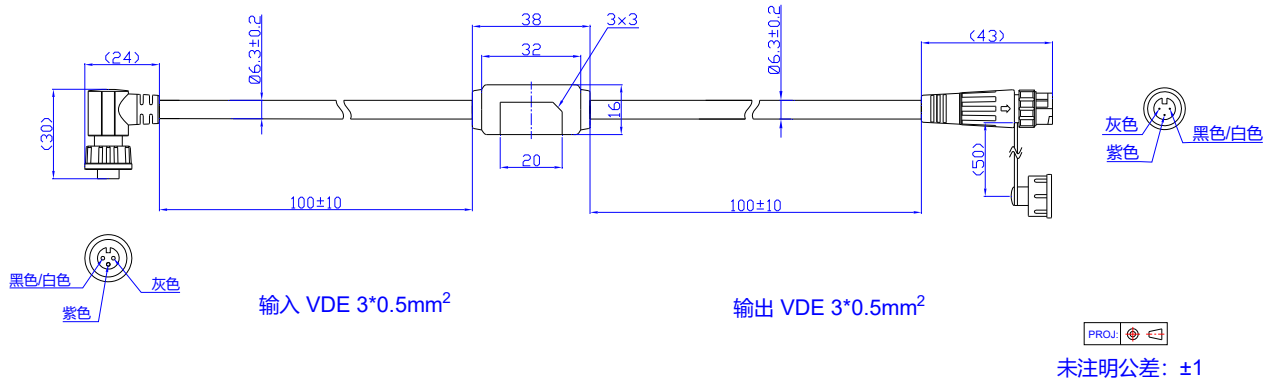 38
3×3
(24)
Ø6.3±0.2
32
Ø6.3±0.2
(43)
(30)
16
20
(50)
灰色
黑色/白色
紫色
100±10
100±10
黑色/白色
灰色
紫色
输入 VDE 3*0.5mm²
输出 VDE 3*0.5mm²
PROJ:
未注明公差：±1